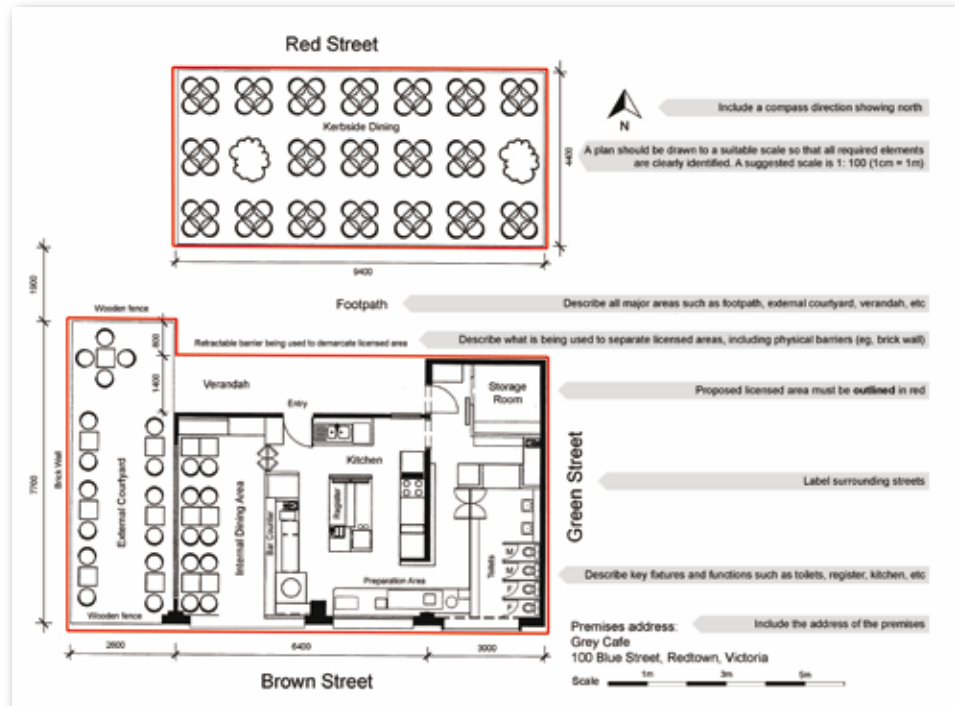 Red Street
Kerbside Dining
N
Include a compass direction showing north
A plan should be drawn to a suitable scale so that all required elements
are clearly identified. A suggested scale is 1: 100 (1cm = 1m)
4400
9400
1900
Footpath
Describe all major areas such as footpath, external courtyard, verandah, etc
Wooden fence
800
Retractable barrier being used to demarcate licensed area
Describe what is being used to separate licensed areas, including physical barriers (eg, brick wall)
1400
Verandah
Entry
Storage
Room
Proposed licensed area must be outlined in red
7700
Brick Wall
External Courtyard
Internal Dining Area
Bar Counter
Kitchen
Register
Preparation Area
Toilets
M
M
F
F
Green Street
Label surrounding streets
Describe key fixtures and functions such as toilets, register, kitchen, etc
Wooden fence
2600
6400
3000
Brown Street
Premises address:
Include the address of the premises
Grey Cafe
100 Blue Street, Redtown, Victoria
Scale
1m
3m
5m